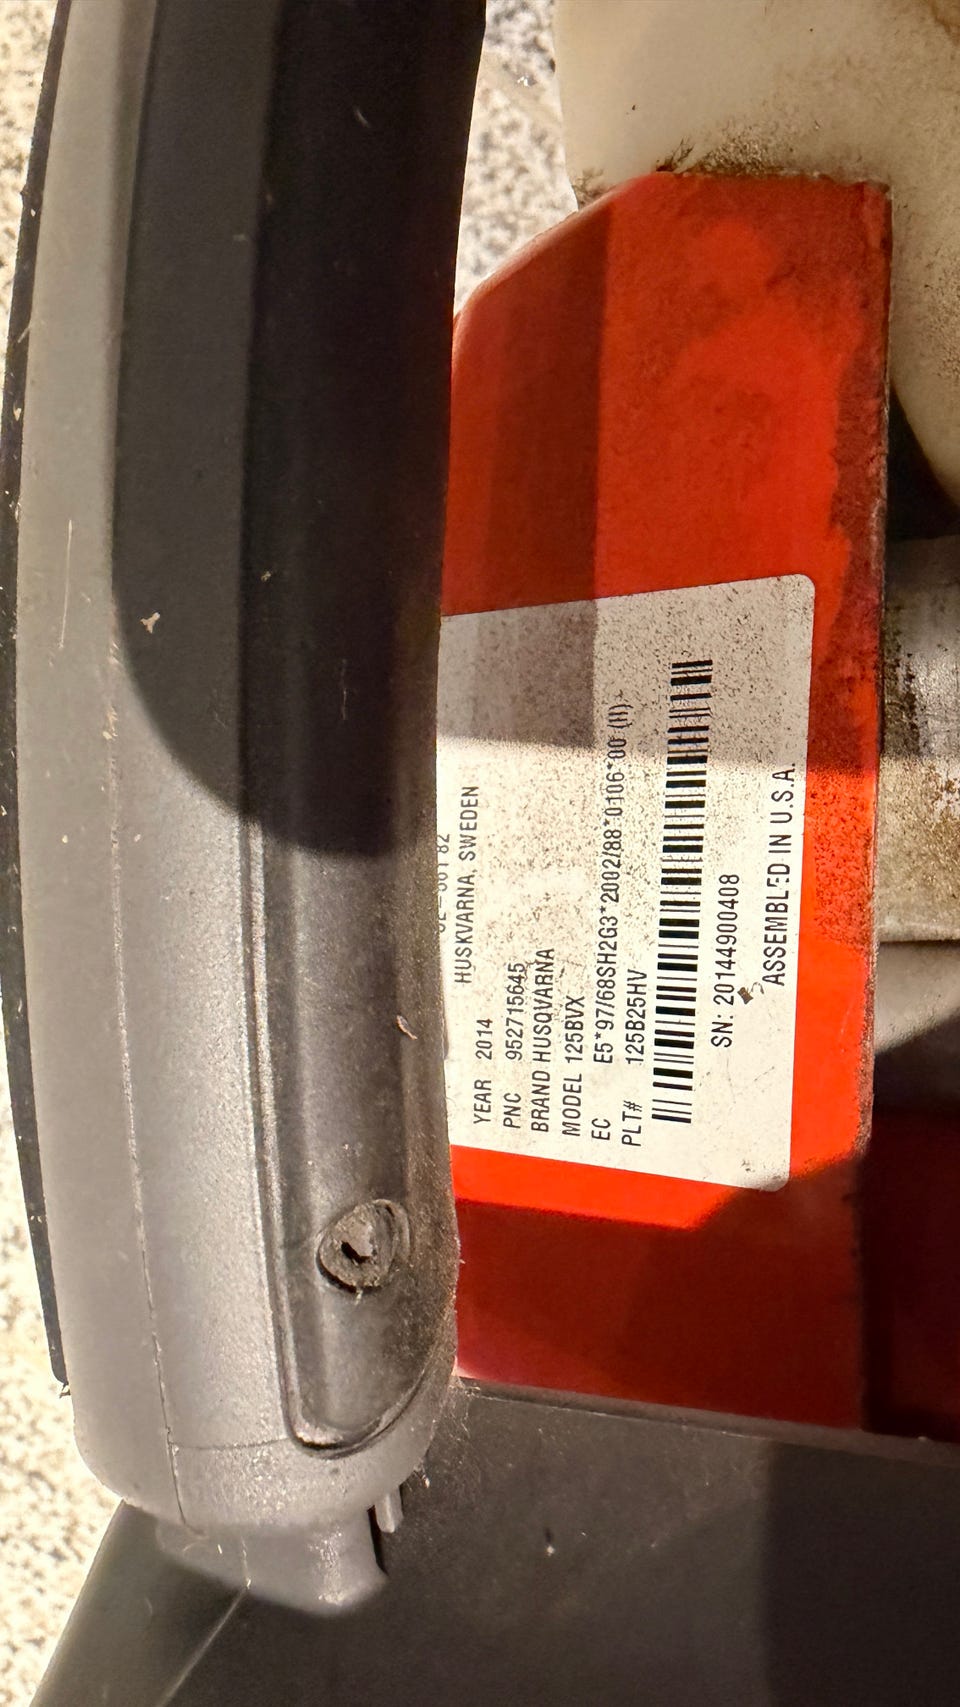 HUSKVARNA, SWEDEN
YEAR 2014
PNC 952715645
BRAND HUSQVARNA
MODEL 125BVX
EC E5*97/68SH2G3*2002/88*0106*00 (II)
PLT# 125B25HV
SN: 20144900408
ASSEMBLED IN U.S.A.